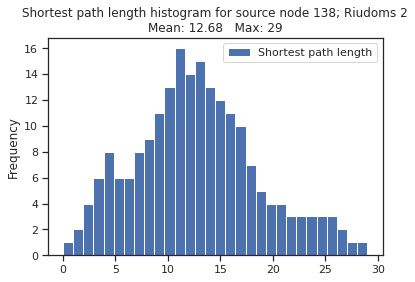 Shortest path length histogram for source node 138; Riudoms 2
Mean: 12.68   Max: 29
Shortest path length
Frequency
16
14
12
10
8
6
4
2
0
0 5 10 15 20 25 30